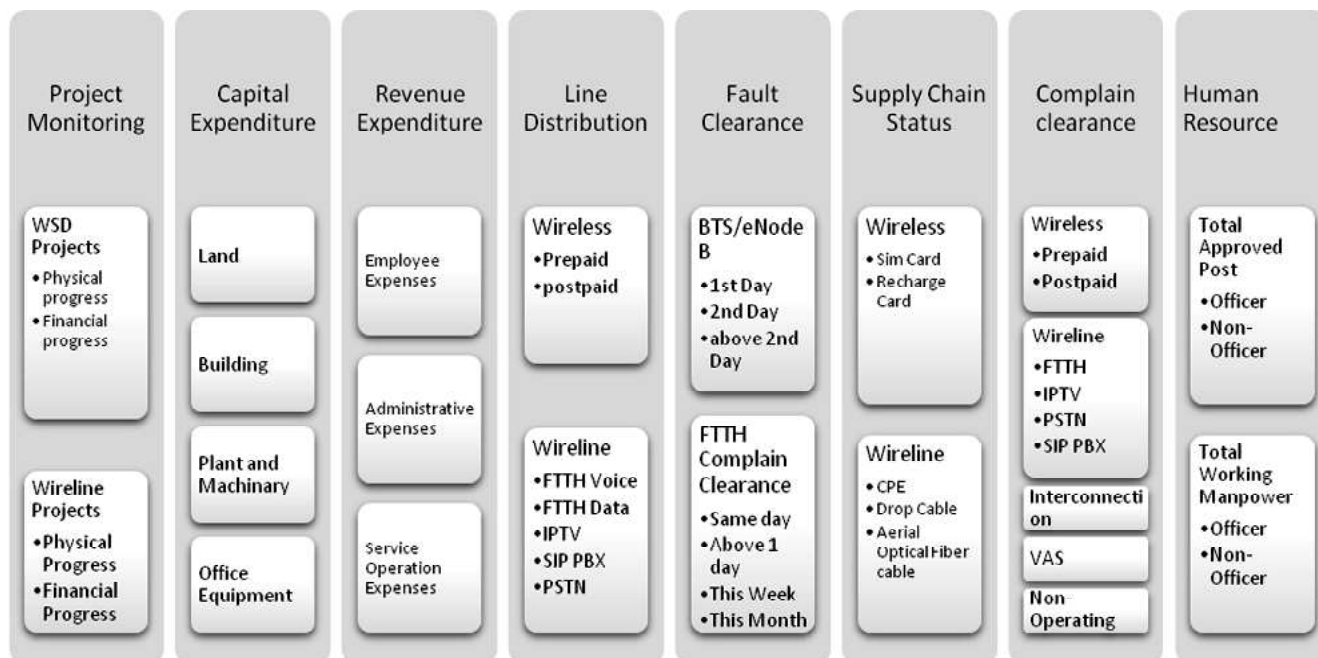 Project
Monitoring
WSD
Projects
•Physical
progress
•Financial
progress
Wireline
Projects
•Physical
Progress
•Financial
Progress
Capital
Expenditure
Land
Building
Plant and
Machinary
Office
Equipment
Revenue
Expenditure
Employee
Expenses
Administrative
Expenses
Service
Operation
Expenses
Line
Distribution
Wireless
•Prepaid
•postpaid
Wireline
•FTTH Voice
•FTTH Data
•IPTV
•SIP PBX
•PSTN
Fault
Clearance
BTS/eNode
B
•1st Day
•2nd Day
•above 2nd
Day
FTTH
Complain
Clearance
•Same day
•Above 1
day
•This Week
•This Month
Supply Chain
Status
Wireless
•Sim Card
•Recharge
Card
Wireline
•CPE
•Drop Cable
•Aerial
Optical Fiber
cable
Complain
clearance
Wireless
•Prepaid
•Postpaid
Wireline
•FTTH
•IPTV
•PSTN
•SIP PBX
Interconnecti
on
VAS
Non-
Operating
Human
Resource
Total
Approved
Post
•Officer
•Non-
Officer
Total
Working
Manpower
•Officer
•Non-
Officer